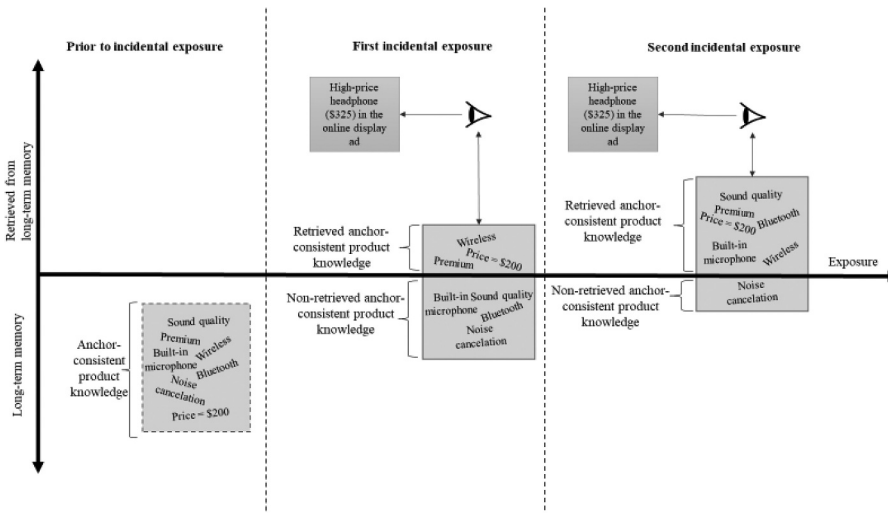 Prior to incidental exposure
First incidental exposure
Second incidental exposure
Retrieved from
long-term memory
Long-term memory
Exposure
Anchor-
consistent
product
knowledge
Sound quality
Premium
Built-in
microphone
Wireless
Bluetooth
Noise
cancelation
Price = $200
High-price
headphone
($325) in the
online display
ad
Retrieved anchor-
consistent product
knowledge
Wireless
Price = $200
Premium
Non-retrieved anchor-
consistent product
knowledge
Built-in
microphone
Sound quality
Bluetooth
Noise
cancelation
High-price
headphone
($325) in the
online display
ad
Retrieved anchor-
consistent product
knowledge
Sound quality
Premium
Price = $200
Bluetooth
Built-in
microphone
Wireless
Non-retrieved anchor-
consistent product
knowledge
Noise
cancelation